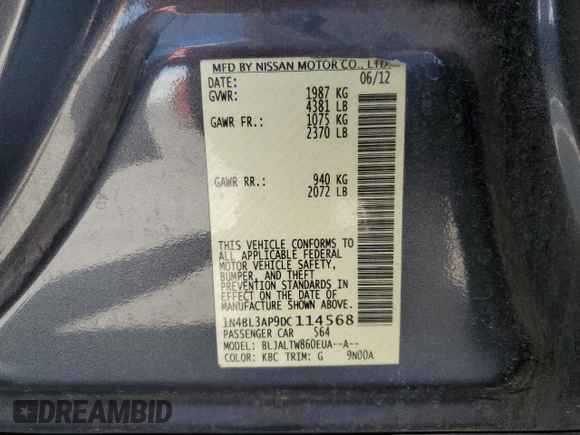 MFD BY NISSAN MOTOR CO., LTD.
DATE: 06/12
GVWR: 1987 KG
4381 LB
GAWR FR.: 1075 KG
2370 LB
GAWR RR.: 940 KG
2072 LB
THIS VEHICLE CONFORMS TO
ALL APPLICABLE FEDERAL
MOTOR VEHICLE SAFETY,
BUMPER, AND THEFT
PREVENTION STANDARDS IN
EFFECT ON THE DATE OF
MANUFACTURE SHOWN ABOVE.
1N4BL3AP9DC114568
PASSENGER CAR 564
MODEL: BLJALTW860EUA--A--
COLOR: KBC TRIM: G 9N00A
DREAMBID